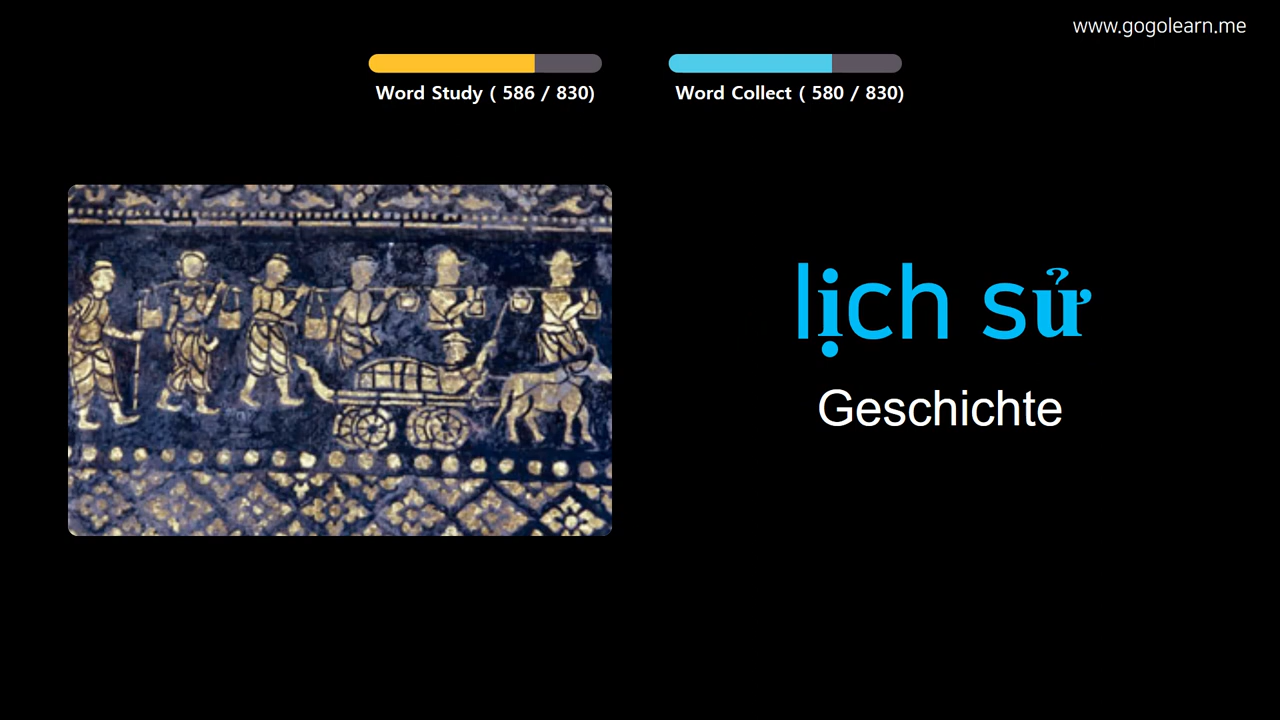 www.gogolearn.me
Word Study ( 586 / 830)
Word Collect ( 580 / 830)
lịch sử
Geschichte